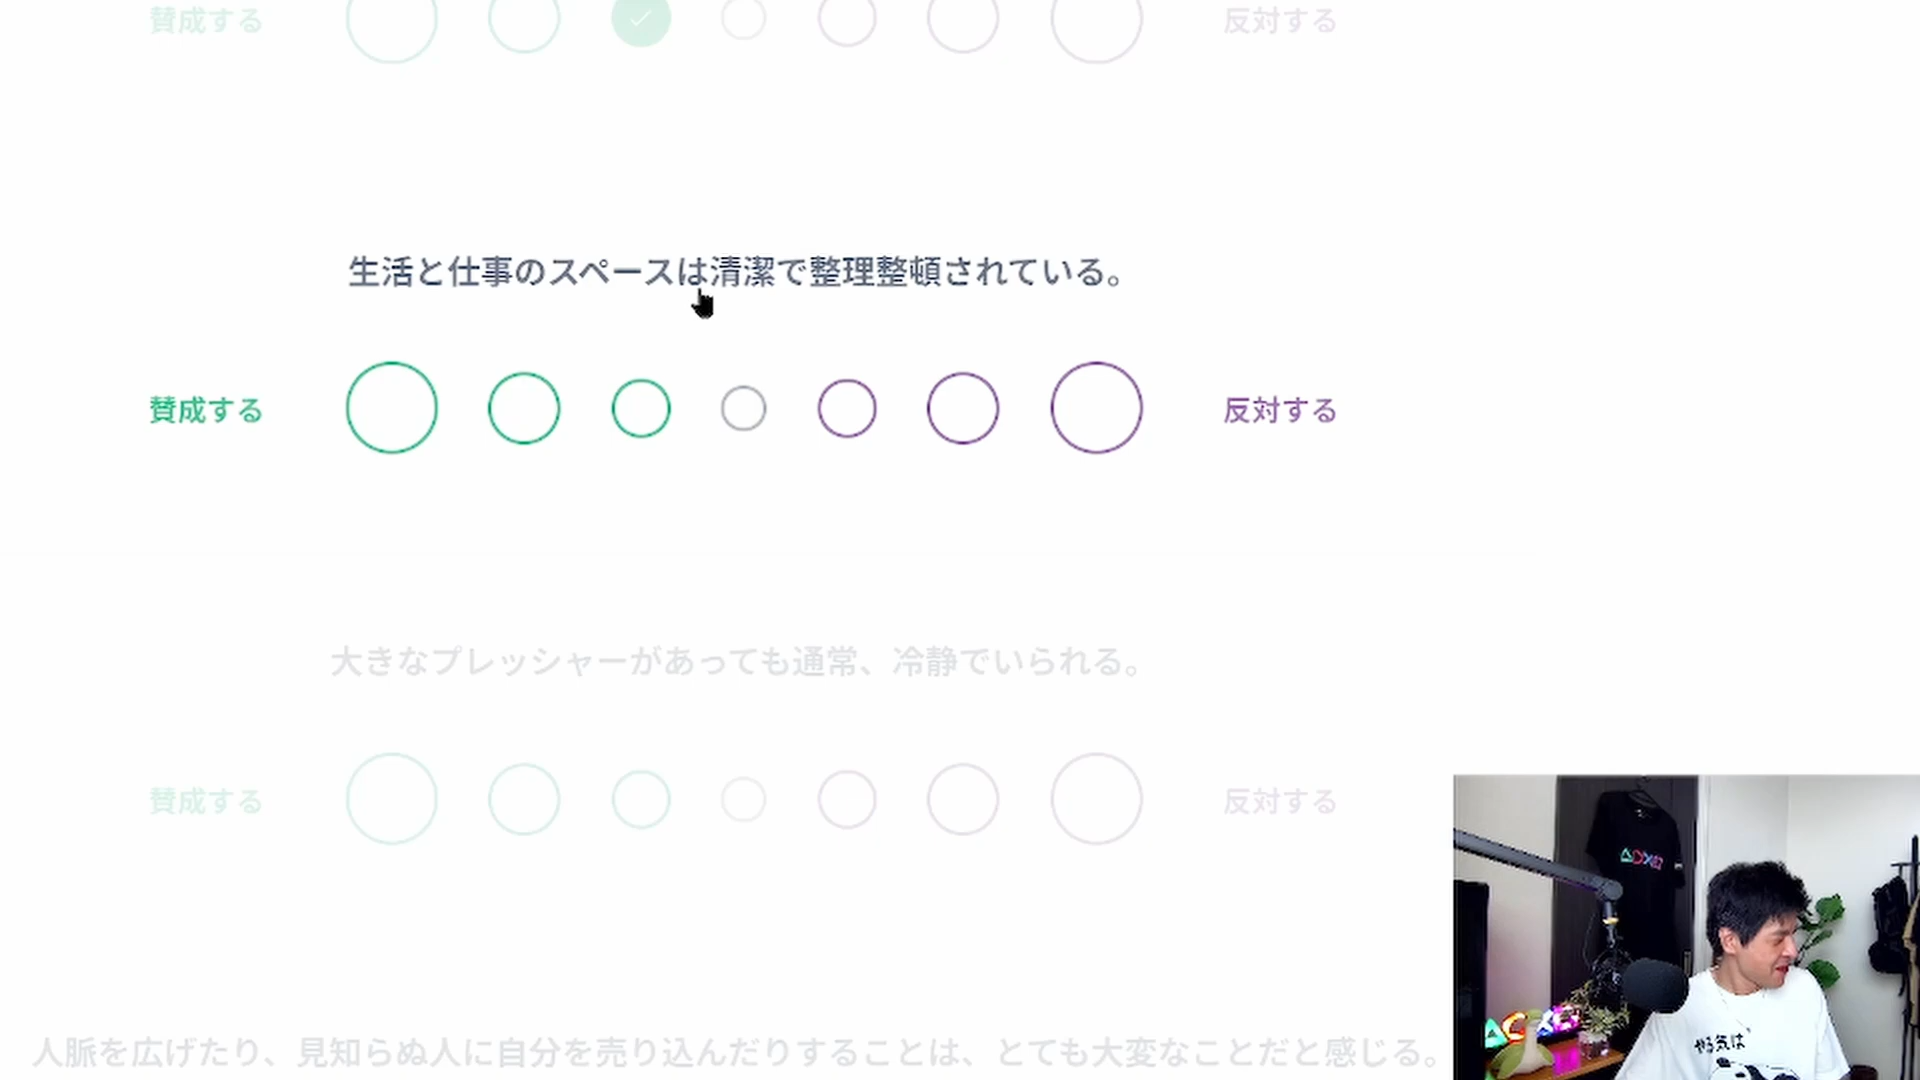 賛成する 反対する
生活と仕事のスペースは清潔で整理整頓されている。
賛成する 反対する
大きなプレッシャーがあっても通常、冷静でいられる。
賛成する 反対する
人脈を広げたり、見知らぬ人に自分を売り込んだりすることは、とても大変なことだと感じる。
やる気は